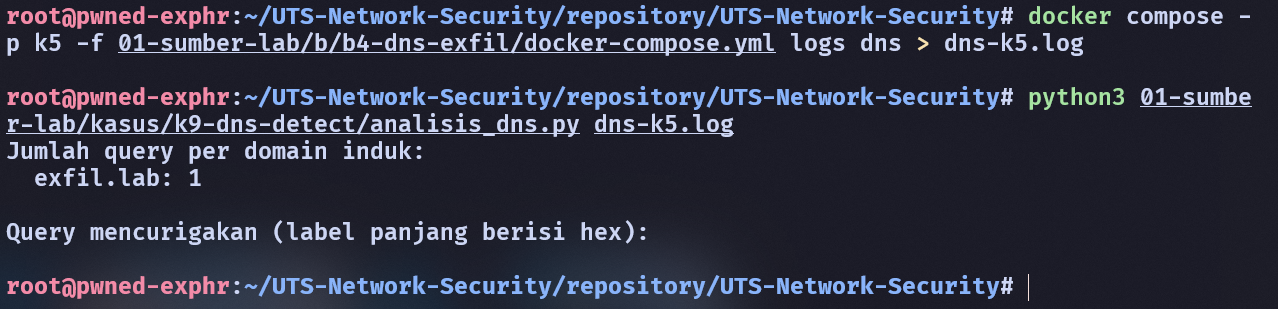 root@pwned-exphr:~/UTS-Network-Security/repository/UTS-Network-Security# docker compose -
p k5 -f 01-sumber-lab/b/b4-dns-exfil/docker-compose.yml logs dns > dns-k5.log
root@pwned-exphr:~/UTS-Network-Security/repository/UTS-Network-Security# python3 01-sumbe
r-lab/kasus/k9-dns-detect/analisis_dns.py dns-k5.log
Jumlah query per domain induk:
  exfil.lab: 1
Query mencurigakan (label panjang berisi hex):
root@pwned-exphr:~/UTS-Network-Security/repository/UTS-Network-Security#